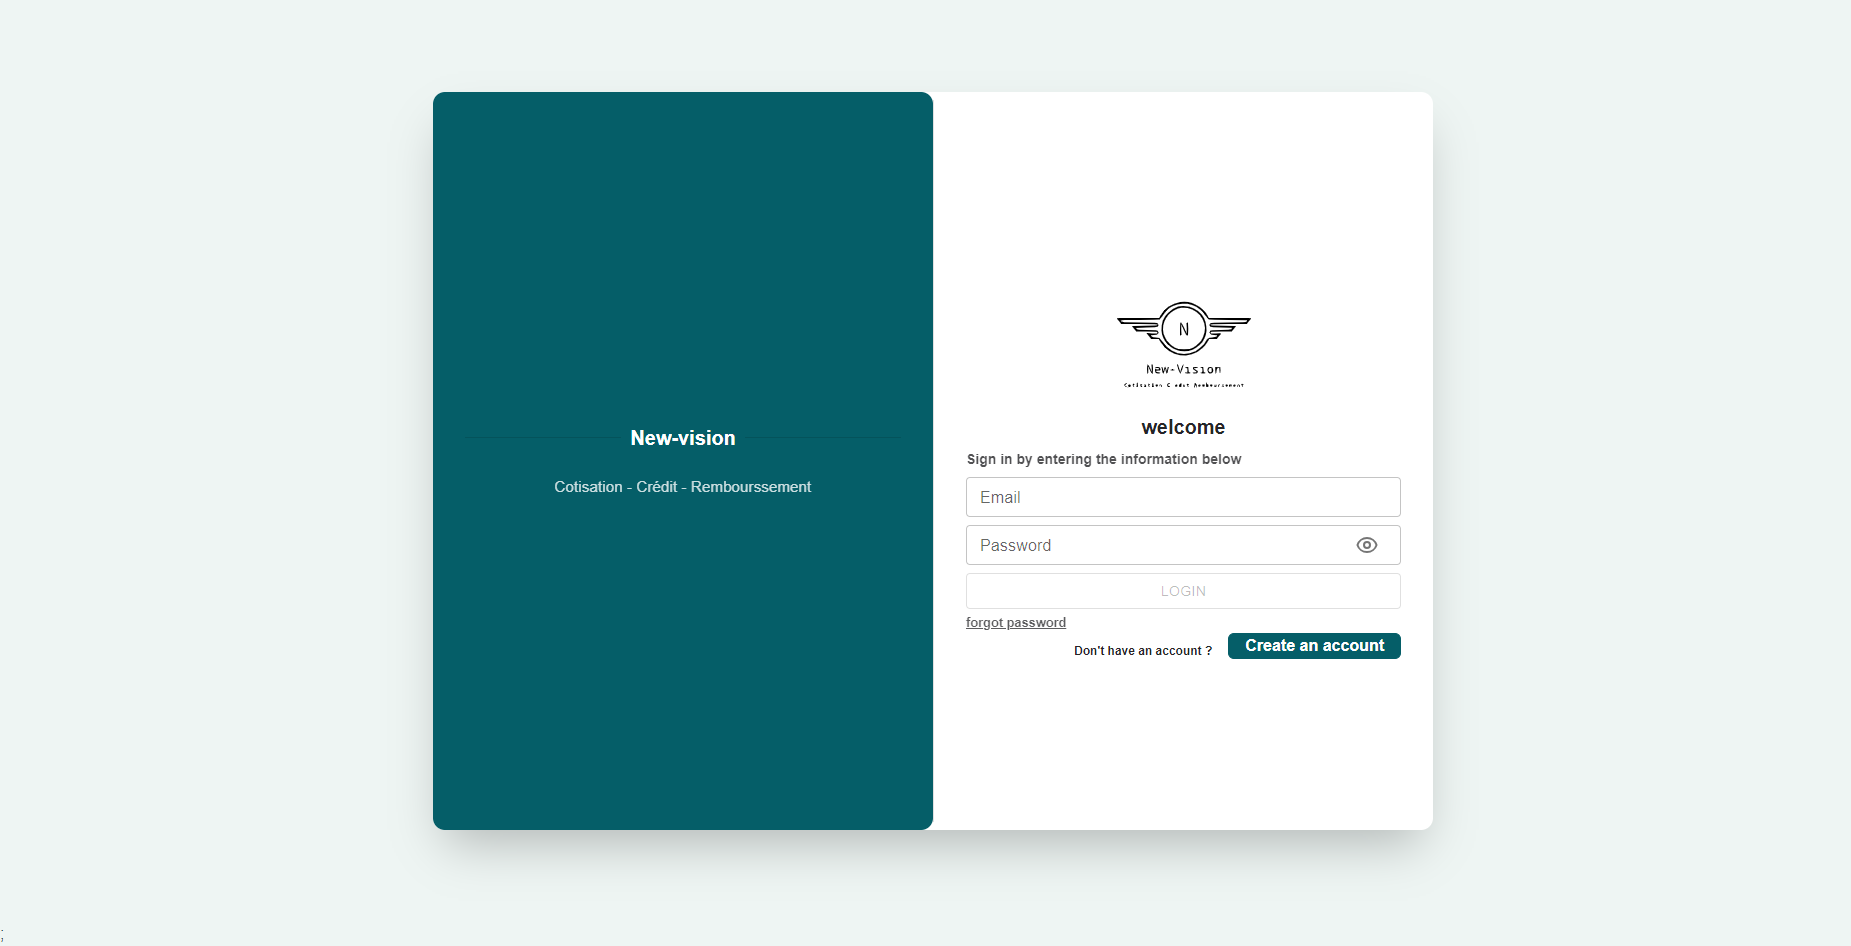 New-vision
Cotisation - Crédit - Rembourssement
N
New-Vision
welcome
Sign in by entering the information below
Email
Password
LOGIN
forgot password
Don't have an account ?
Create an account
;